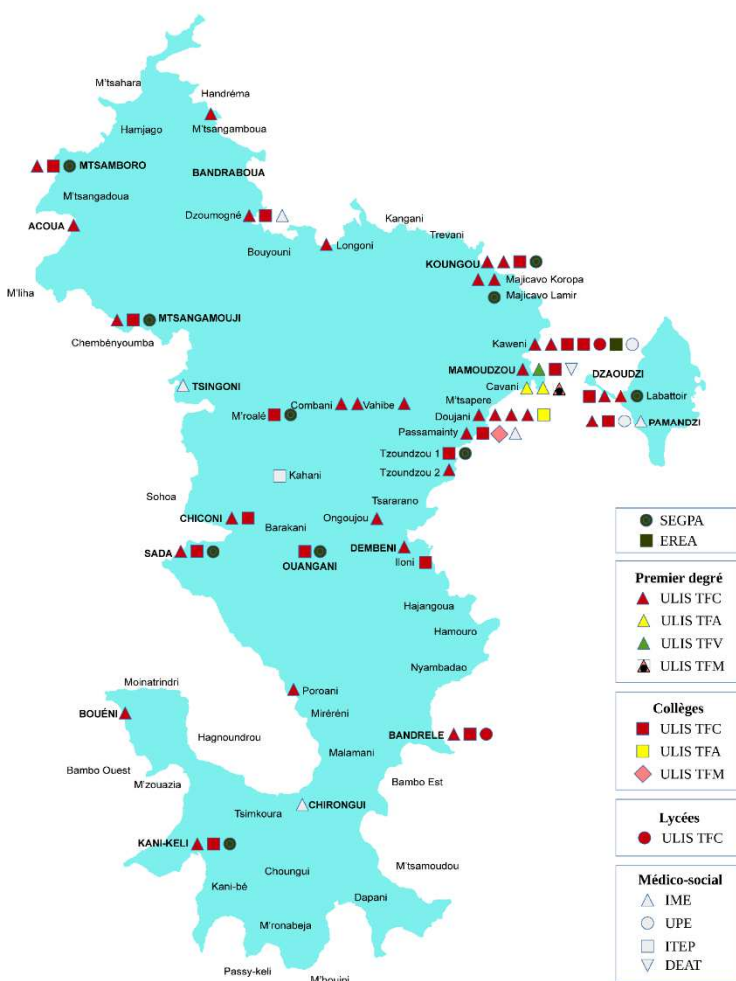 M'tsahara
Handréma
Hamjago
M'tsangamboua
MTSAMBORO
BANDRABOUA
M'tsangadoua
Dzoumogné
Kangani
ACOUA
Trevani
Bouyouni
Longoni
KOUNGOU
Majicavo Koropa
M'liha
Majicavo Lamir
MTSANGAMOUJI
Chembényoumba
Kaweni
MAMOUDZOU
DZAOUDZI
TSINGONI
Cavani
Labattoir
Combani
Vahibe
M'tsapere
M'roalé
Doujani
PAMANDZI
Passamainty
Tzoundzou 1
Kahani
Tzoundzou 2
Sohoa
Tsararano
CHICONI
Ongoujou
Barakani
SADA
DEMBENI
OUANGANI
Iloni
Hajangoua
Hamouro
Nyambadao
Moinatrindri
Poroani
BOUÉNI
Miréréni
Hagnoundrou
BANDRELE
Malamani
Bambo Ouest
M'zouazia
Bambo Est
CHIRONGUI
Tsimkoura
KANI-KELI
M'tsamoudou
Choungui
Kani-bé
Dapani
M'ronabeja
Passy-keli
M'bouini
SEGPA
EREA
Premier degré
ULIS TFC
ULIS TFA
ULIS TFV
ULIS TFM
Collèges
ULIS TFC
ULIS TFA
ULIS TFM
Lycées
ULIS TFC
Médico-social
IME
UPE
ITEP
DEAT